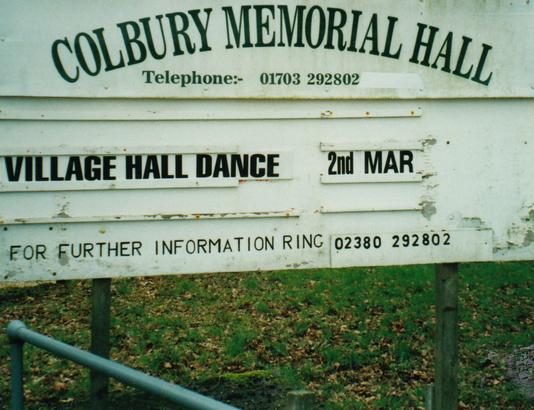 COLBURY MEMORIAL HALL
Telephone:- 01703 292802
VILLAGE HALL DANCE 2nd MAR
FOR FURTHER INFORMATION RING 02380 292802